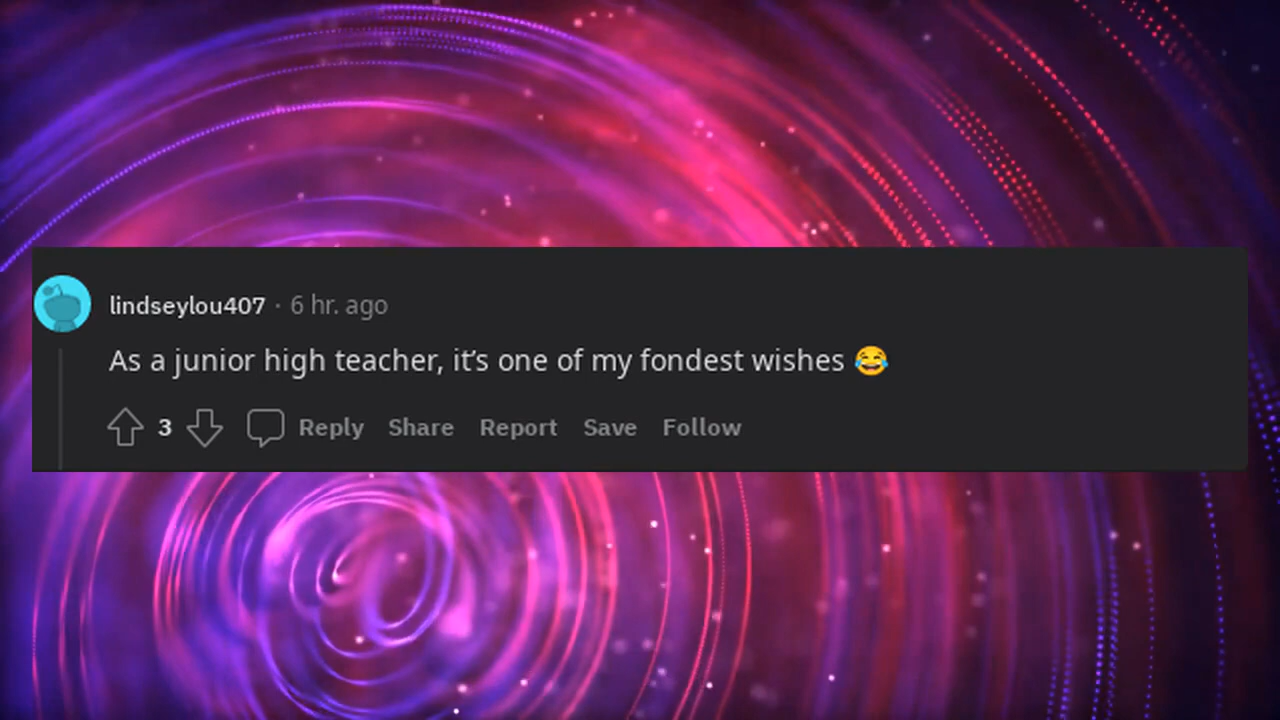 lindseylou407 · 6 hr. ago
As a junior high teacher, it's one of my fondest wishes 😂
3 Reply Share Report Save Follow